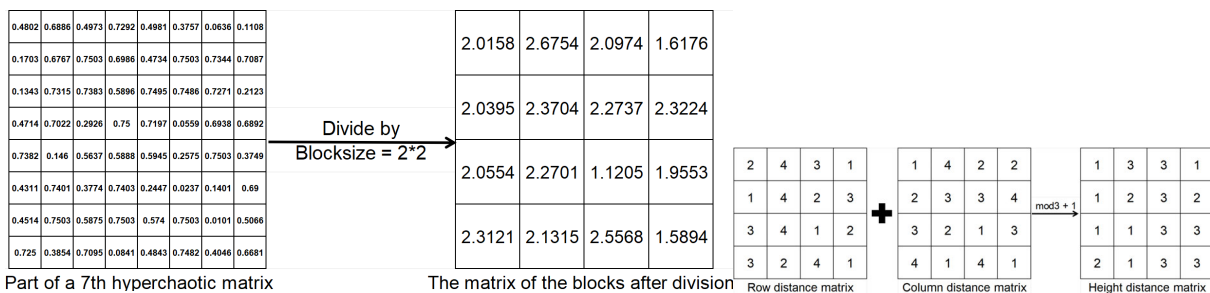 0.4802 0.6886 0.4973 0.7292 0.4981 0.3757 0.0636 0.1108
0.1703 0.6767 0.7503 0.6986 0.4734 0.7503 0.7344 0.7087
0.1343 0.7315 0.7383 0.5896 0.7495 0.7486 0.7271 0.2123
0.4714 0.7022 0.2926 0.75 0.7197 0.0559 0.6938 0.6892
0.7382 0.146 0.5637 0.5888 0.5945 0.2575 0.7503 0.3749
0.4311 0.7401 0.3774 0.7403 0.2447 0.0237 0.1401 0.69
0.4514 0.7503 0.5875 0.7503 0.574 0.7503 0.0101 0.5066
0.725 0.3854 0.7095 0.0841 0.4843 0.7482 0.4046 0.6681
Part of a 7th hyperchaotic matrix
Divide by
Blocksize = 2*2
2.0158 2.6754 2.0974 1.6176
2.0395 2.3704 2.2737 2.3224
2.0554 2.2701 1.1205 1.9553
2.3121 2.1315 2.5568 1.5894
The matrix of the blocks after division
2 4 3 1
1 4 2 3
3 4 1 2
3 2 4 1
Row distance matrix
+
1 4 2 2
2 3 3 4
3 2 1 3
4 1 4 1
Column distance matrix
mod3 + 1
1 3 3 1
1 2 3 2
1 1 3 3
2 1 3 3
Height distance matrix